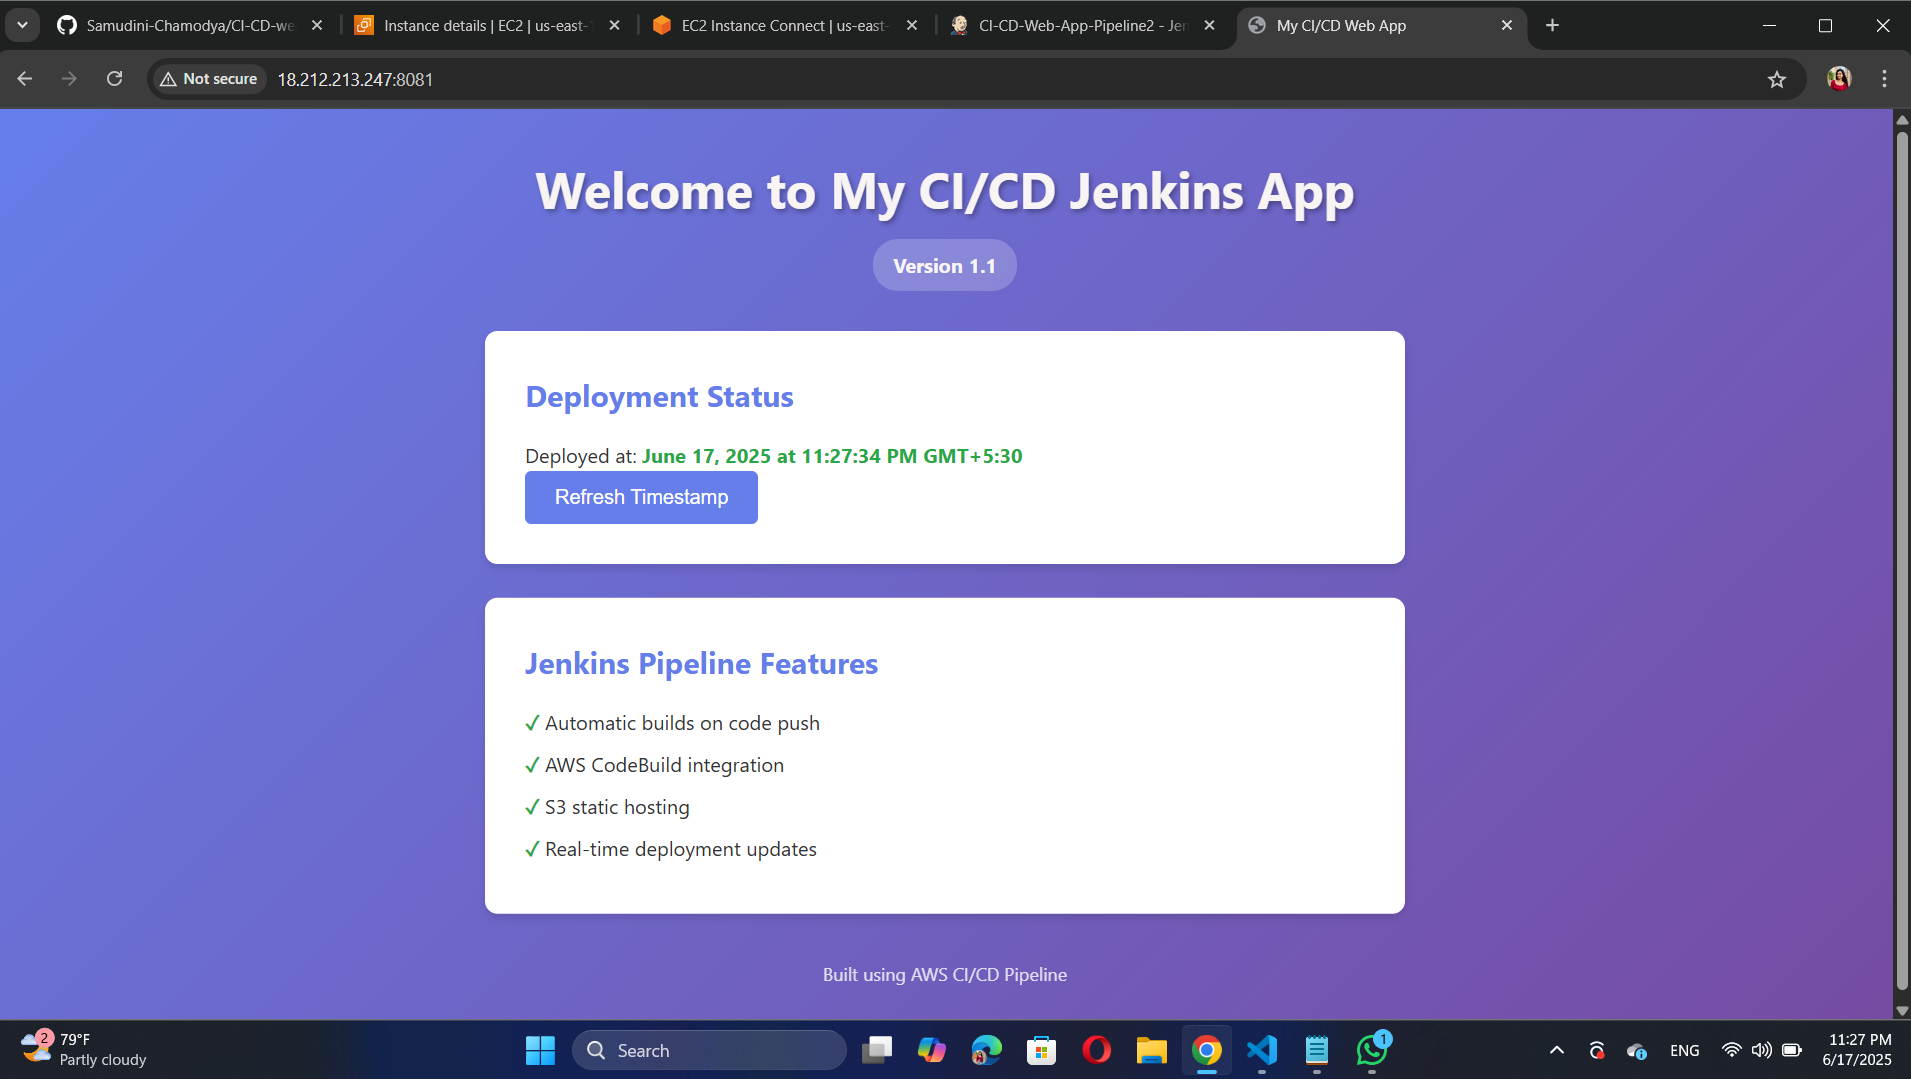 Samudini-Chamodya/CI-CD-we
Instance details | EC2 | us-east-1
EC2 Instance Connect | us-east-
CI-CD-Web-App-Pipeline2 - Jen
My CI/CD Web App
Not secure
18.212.213.247:8081
Welcome to My CI/CD Jenkins App
Version 1.1
Deployment Status
Deployed at: June 17, 2025 at 11:27:34 PM GMT+5:30
Refresh Timestamp
Jenkins Pipeline Features
✓ Automatic builds on code push
✓ AWS CodeBuild integration
✓ S3 static hosting
✓ Real-time deployment updates
Built using AWS CI/CD Pipeline
2
79°F
Partly cloudy
Search
1
ENG
11:27 PM
6/17/2025